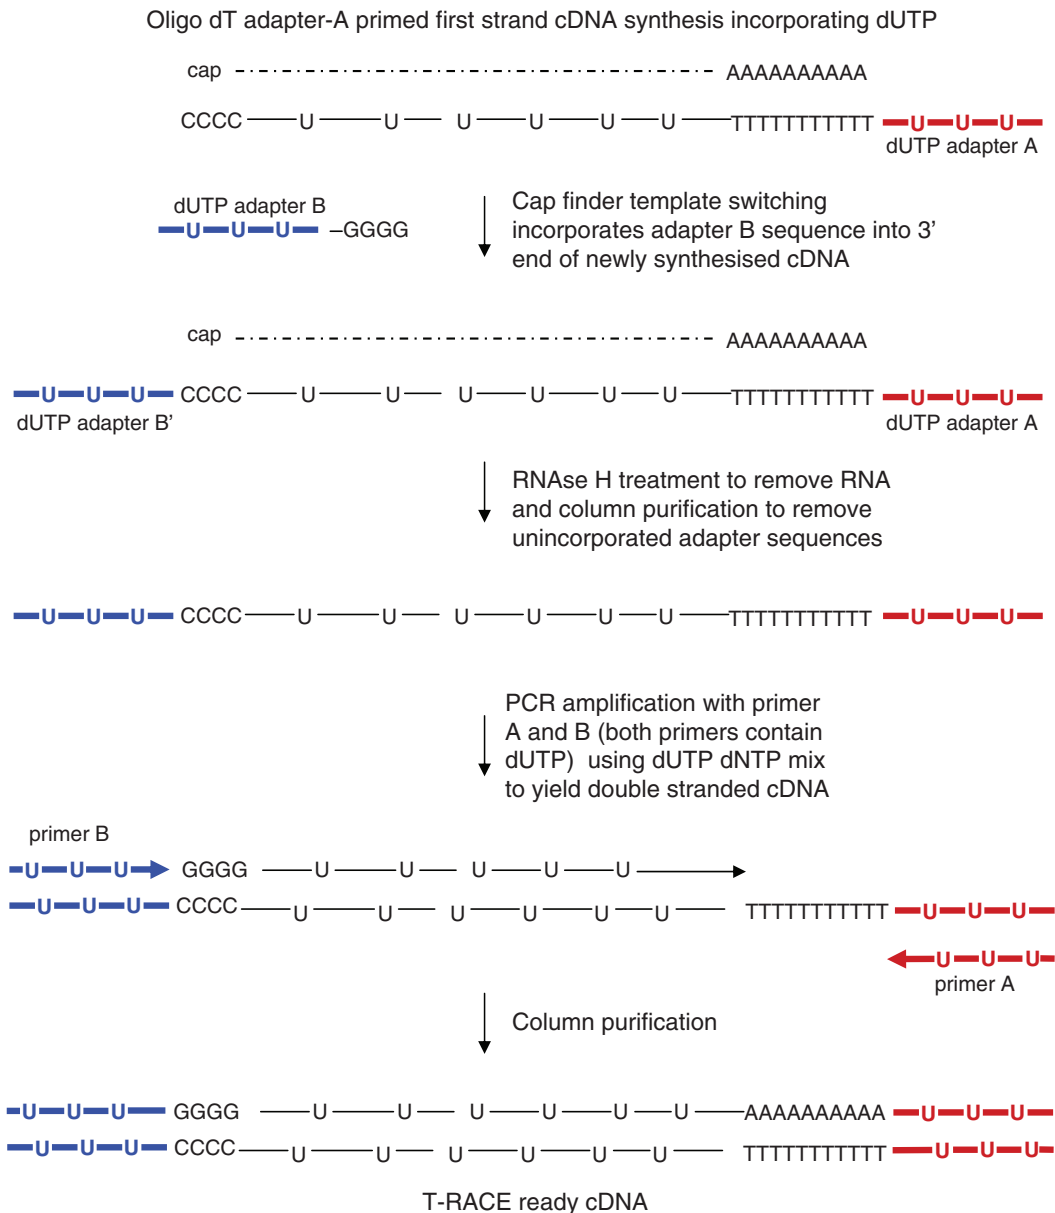 Oligo dT adapter-A primed first strand cDNA synthesis incorporating dUTP
cap AAAAAAAAAA
CCCC U U U U U U TTTTTTTTTTT U U U
dUTP adapter A
dUTP adapter B
U U U –GGGG
Cap finder template switching
incorporates adapter B sequence into 3’
end of newly synthesised cDNA
cap AAAAAAAAAA
U U U CCCC U U U U U U TTTTTTTTTTT U U U
dUTP adapter B’ dUTP adapter A
RNAse H treatment to remove RNA
and column purification to remove
unincorporated adapter sequences
U U U CCCC U U U U U U TTTTTTTTTTT U U U
PCR amplification with primer
A and B (both primers contain
dUTP) using dUTP dNTP mix
to yield double stranded cDNA
primer B
U U U GGGG U U U U U
U U U CCCC U U U U U U TTTTTTTTTTT U U U
U U U
primer A
Column purification
U U U GGGG U U U U U U AAAAAAAAAA U U U
U U U CCCC U U U U U U TTTTTTTTTTT U U U
T-RACE ready cDNA